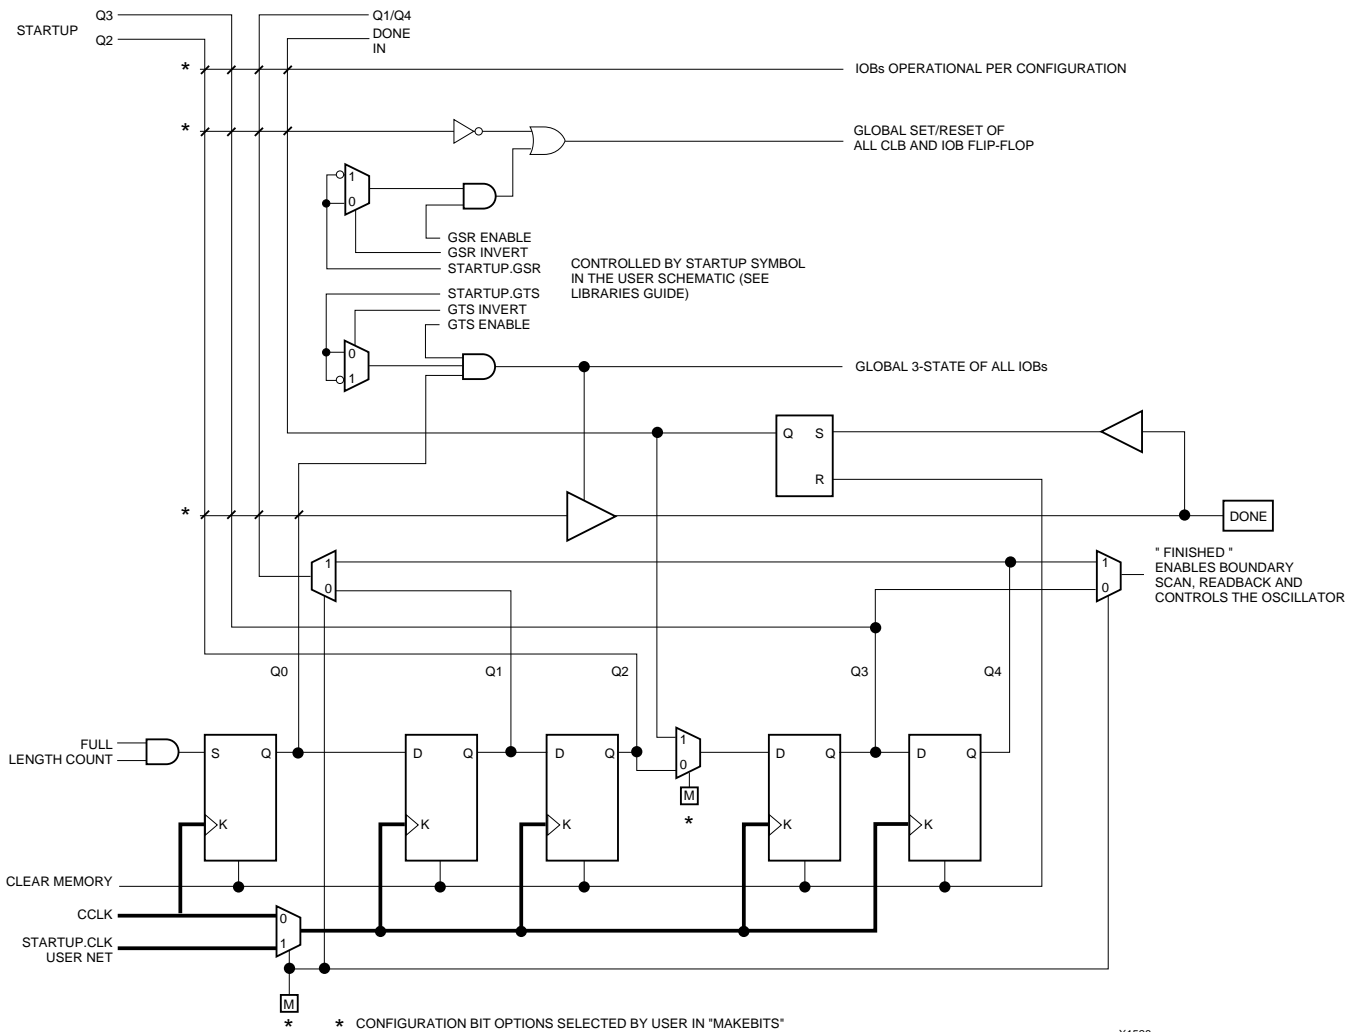 Q3
Q1/Q4
STARTUP
Q2
DONE
IN
*
IOBs OPERATIONAL PER CONFIGURATION
*
GLOBAL SET/RESET OF
ALL CLB AND IOB FLIP-FLOP
1
0
GSR ENABLE
GSR INVERT
STARTUP.GSR
CONTROLLED BY STARTUP SYMBOL
IN THE USER SCHEMATIC (SEE
LIBRARIES GUIDE)
STARTUP.GTS
GTS INVERT
GTS ENABLE
0
1
GLOBAL 3-STATE OF ALL IOBs
Q S
R
*
DONE
1
0
1
0
" FINISHED "
ENABLES BOUNDARY
SCAN, READBACK AND
CONTROLS THE OSCILLATOR
Q0
Q1
Q2
Q3
Q4
FULL
LENGTH COUNT
S Q
K
D Q
K
D Q
K
1
0
M
*
D Q
K
D Q
K
CLEAR MEMORY
CCLK
0
1
STARTUP.CLK
USER NET
M
*
* CONFIGURATION BIT OPTIONS SELECTED BY USER IN "MAKEBITS"